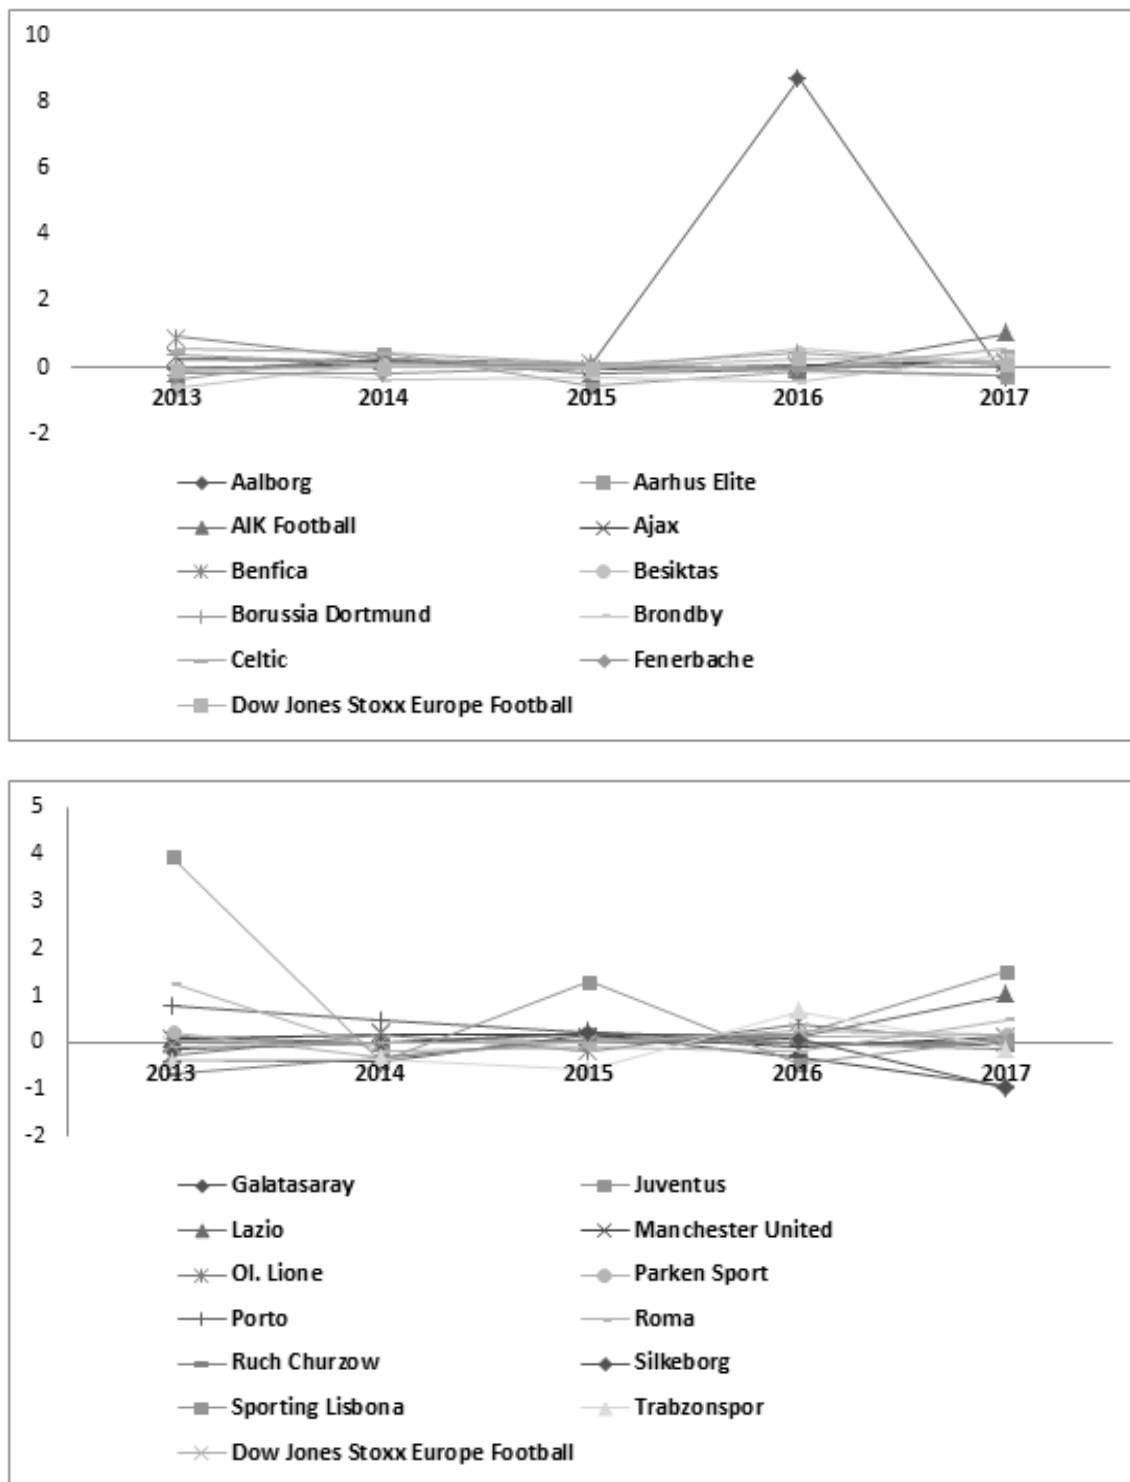 10
8
6
4
2
0
2013 2014 2015 2016 2017
-2
Aalborg Aarhus Elite
AIK Football Ajax
Benfica Besiktas
Borussia Dortmund Brondby
Celtic Fenerbache
Dow Jones Stoxx Europe Football
5
4
3
2
1
0
2013 2014 2015 2016 2017
-1
-2
Galatasaray Juventus
Lazio Manchester United
Ol. Lione Parken Sport
Porto Roma
Ruch Churzow Silkeborg
Sporting Lisbona Trabzonspor
Dow Jones Stoxx Europe Football